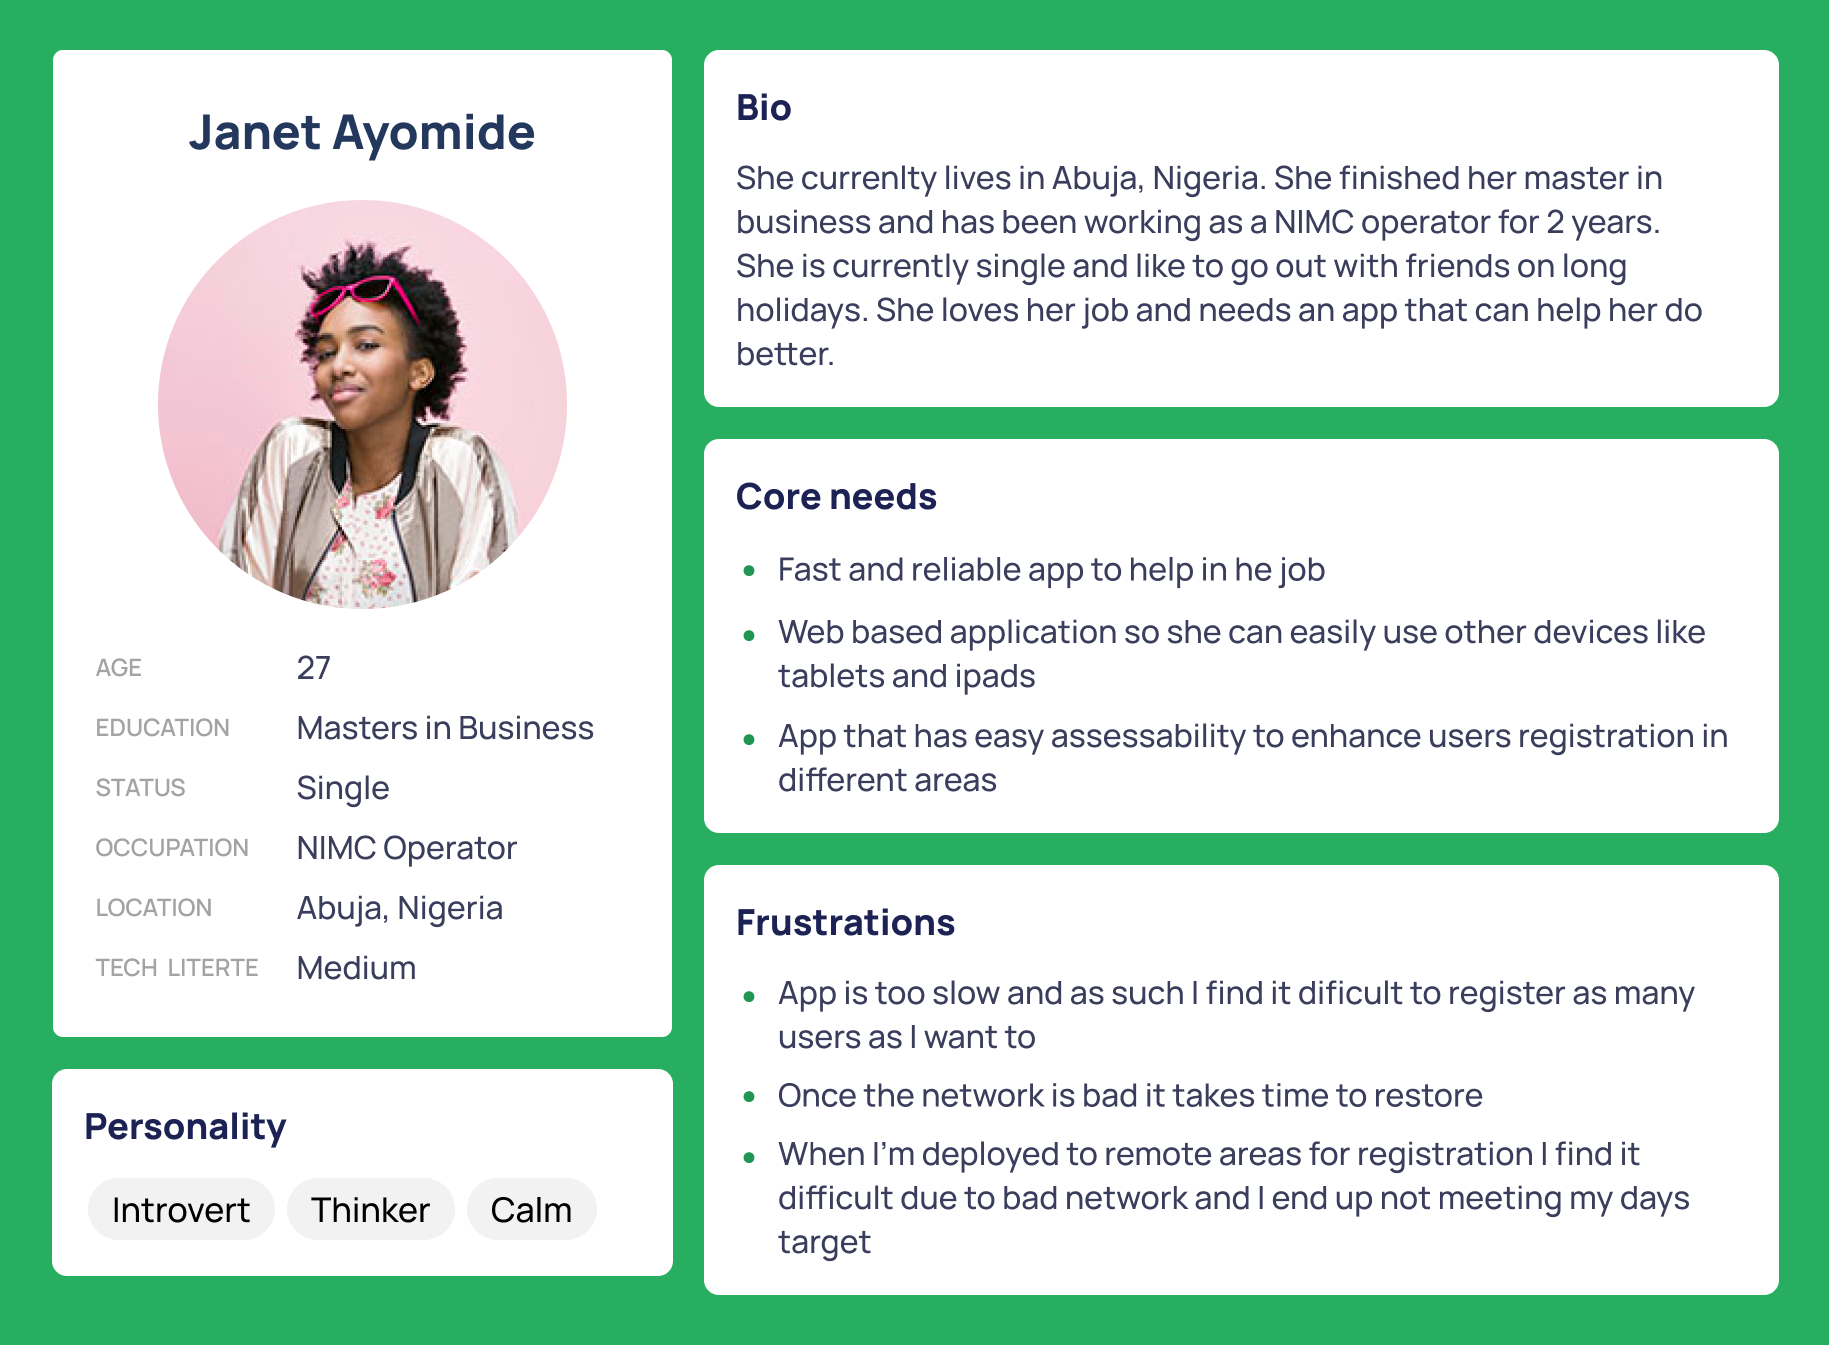 Janet Ayomide
AGE 27
EDUCATION Masters in Business
STATUS Single
OCCUPATION NIMC Operator
LOCATION Abuja, Nigeria
TECH LITERTE Medium
Personality
Introvert Thinker Calm
Bio
She currenlty lives in Abuja, Nigeria. She finished her master in
business and has been working as a NIMC operator for 2 years.
She is currently single and like to go out with friends on long
holidays. She loves her job and needs an app that can help her do
better.
Core needs
• Fast and reliable app to help in he job
• Web based application so she can easily use other devices like
tablets and ipads
• App that has easy assessability to enhance users registration in
different areas
Frustrations
• App is too slow and as such I find it dificult to register as many
users as I want to
• Once the network is bad it takes time to restore
• When I’m deployed to remote areas for registration I find it
difficult due to bad network and I end up not meeting my days
target